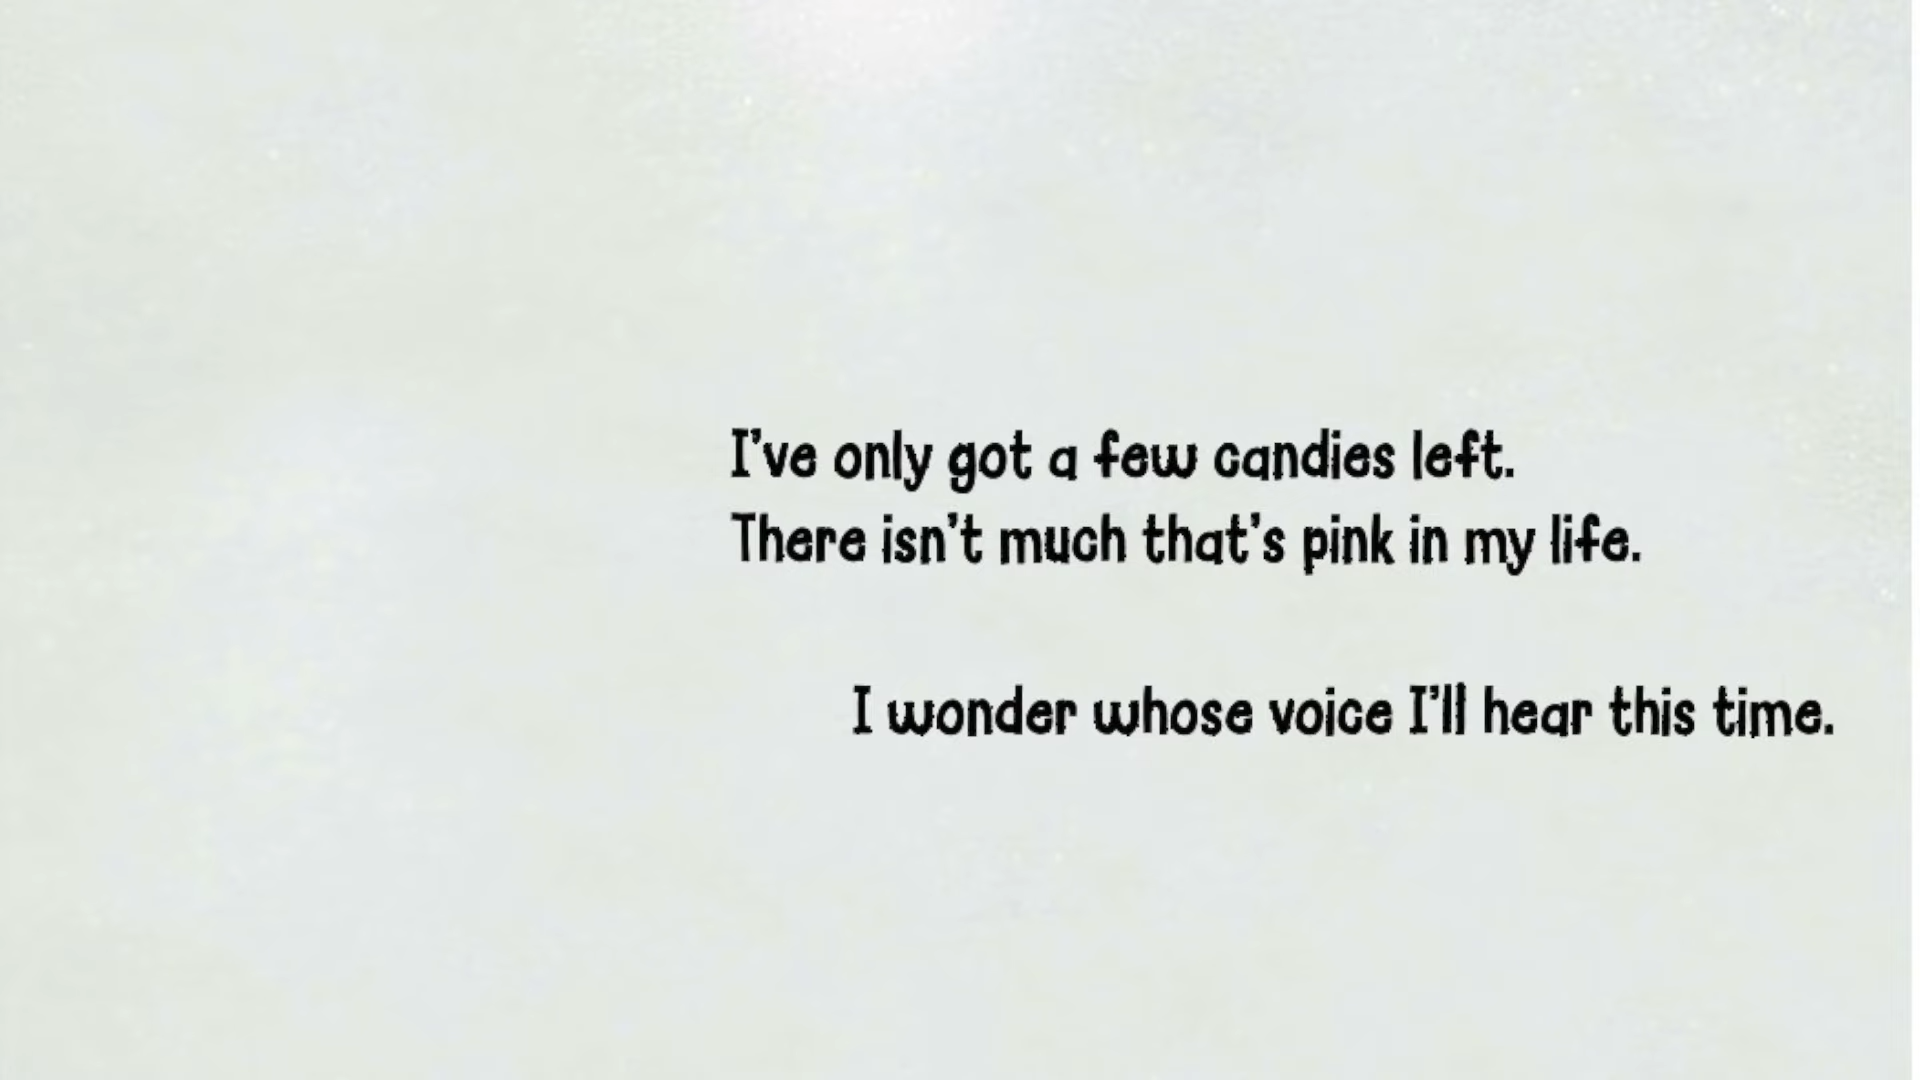 I've only got a few candies left.
There isn't much that's pink in my life.
I wonder whose voice I'll hear this time.